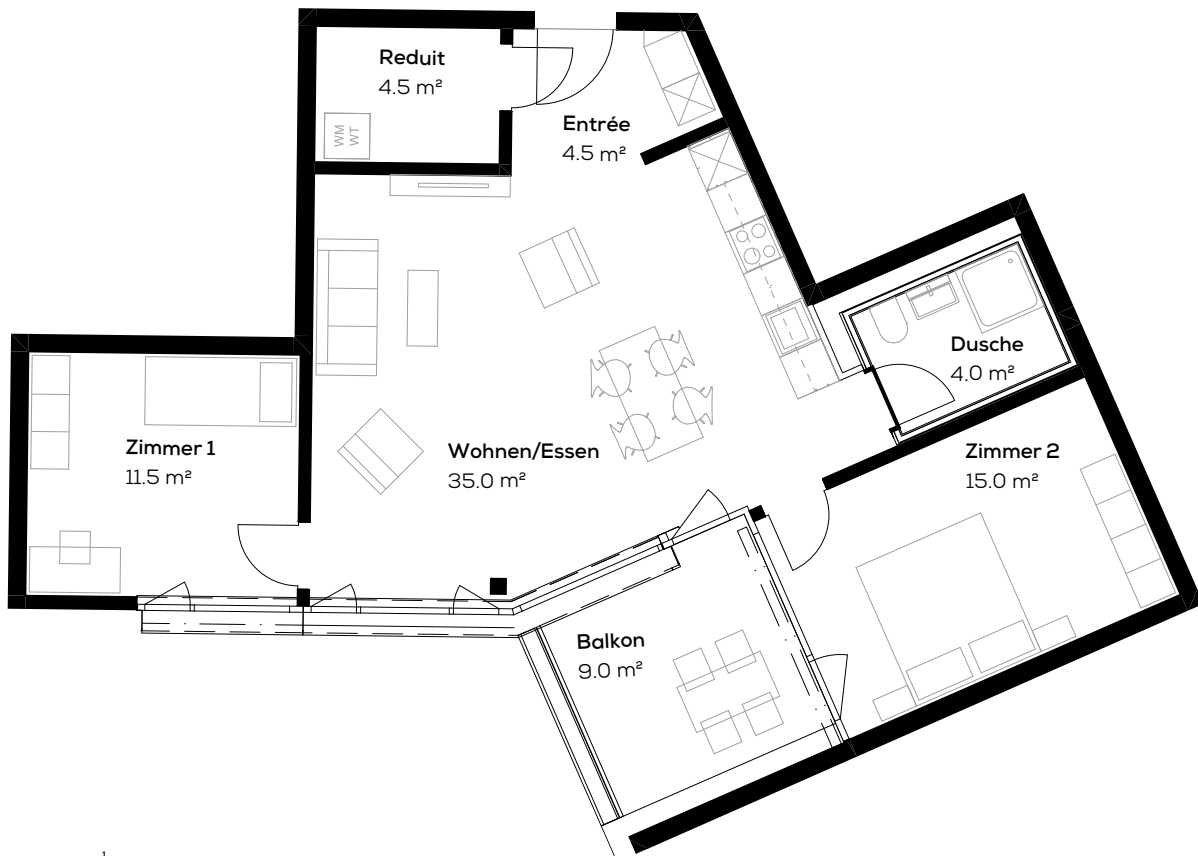 Reduit
4.5 m²
WM
WT
Entrée
4.5 m²
Dusche
4.0 m²
Zimmer 1
11.5 m²
Wohnen/Essen
35.0 m²
Zimmer 2
15.0 m²
Balkon
9.0 m²
1